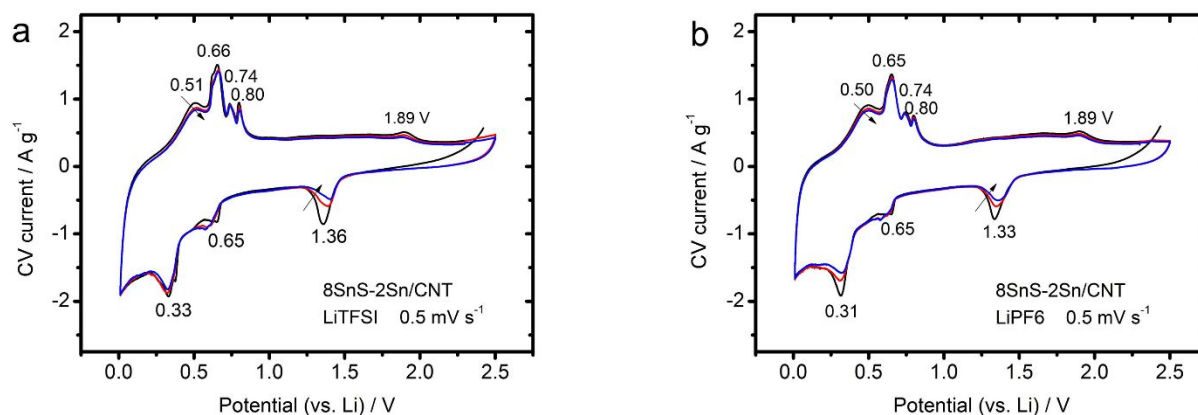 a
2
1
0
-1
-2
CV current / A g⁻¹
0.51
0.66
0.74
0.80
1.89 V
0.65
1.36
0.33
8SnS-2Sn/CNT
LiTFSI 0.5 mV s⁻¹
0.0 0.5 1.0 1.5 2.0 2.5
Potential (vs. Li) / V
b
2
1
0
-1
-2
CV current / A g⁻¹
0.50
0.65
0.74
0.80
1.89 V
0.65
1.33
0.31
8SnS-2Sn/CNT
LiPF6 0.5 mV s⁻¹
0.0 0.5 1.0 1.5 2.0 2.5
Potential (vs. Li) / V